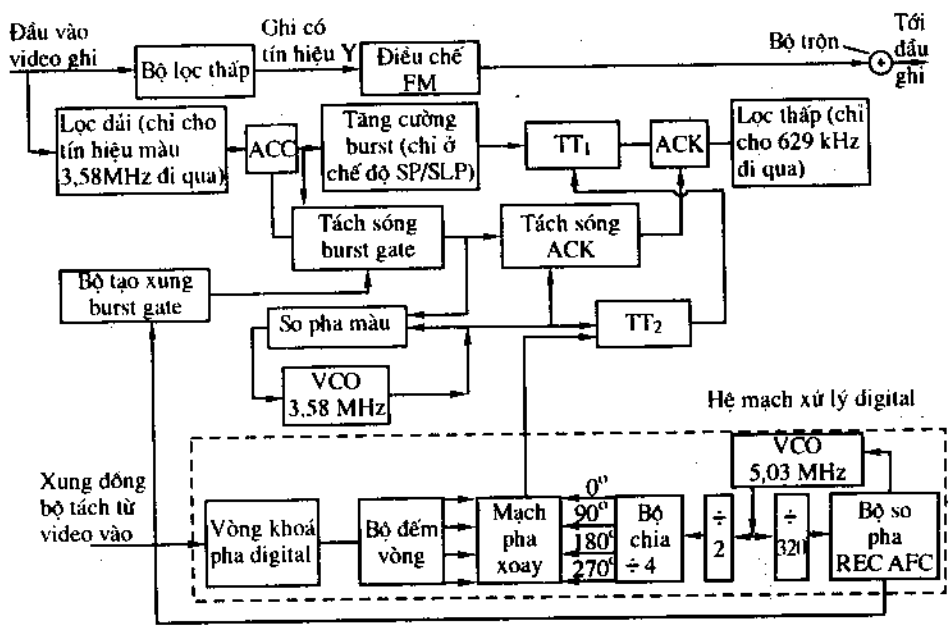 Đầu vào
video ghi
Bộ lọc thấp
Ghi có
tín hiệu Y
Điều chế
FM
Bộ trộn
Tới
dầu
ghi
Lọc dải (chỉ cho
tín hiệu màu
3,58MHz đi qua)
ACC
Tăng cường
burst (chỉ ở
chế độ SP/SLP)
TT1
ACK
Lọc thấp (chỉ
cho 629 kHz
đi qua)
Tách sóng
burst gate
Tách sóng
ACK
Bộ tạo xung
burst gate
So pha màu
TT2
VCO
3,58 MHz
Hệ mạch xử lý digital
VCO
5,03 MHz
Xung đồng
bộ tách từ
video vào
Vòng khoá
pha digital
Bộ đếm
vòng
Mạch
pha
xoay
0°
90°
180°
270°
Bộ
chia
÷ 4
÷
2
÷
320
Bộ so
pha
REC AFC